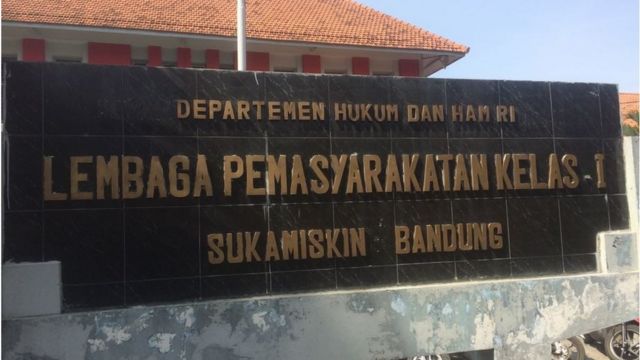 DEPARTEMEN HUKUM DAN HAM RI
LEMBAGA PEMASYARAKATAN KELAS - I
SUKAMISKIN BANDUNG